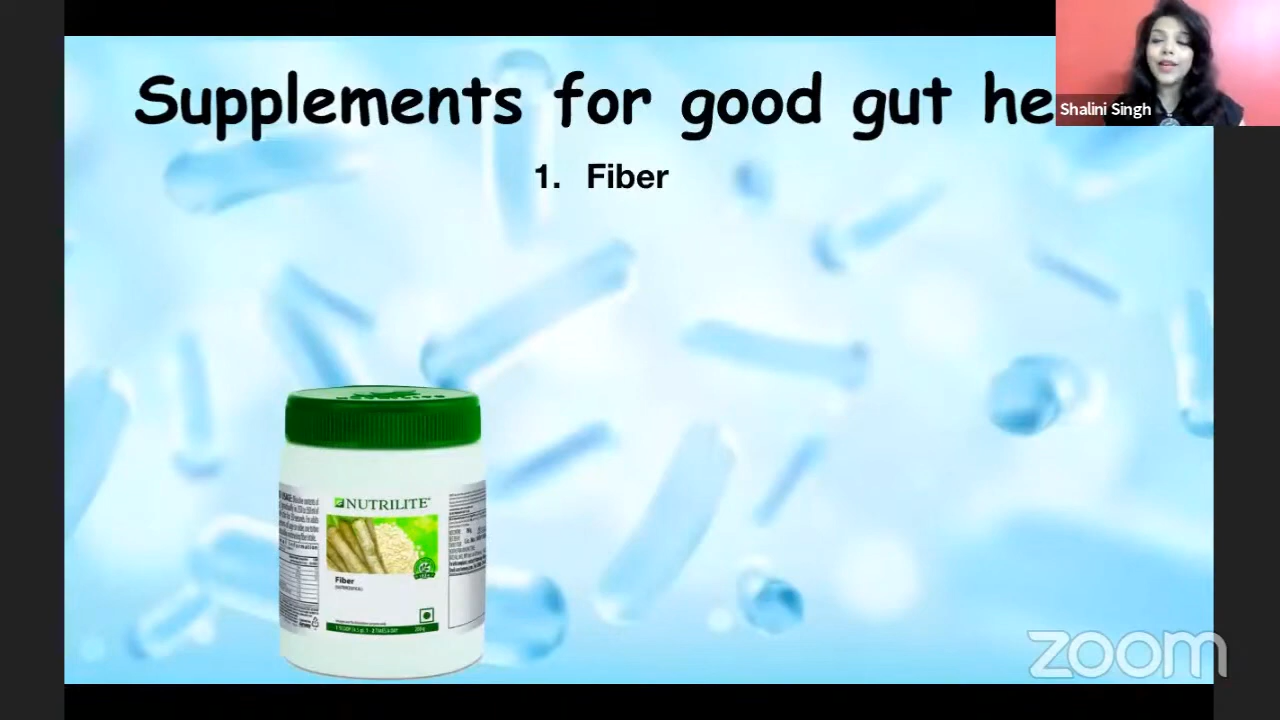 Supplements for good gut he
Shalini Singh
1. Fiber
NUTRILITE
Fiber
zoom